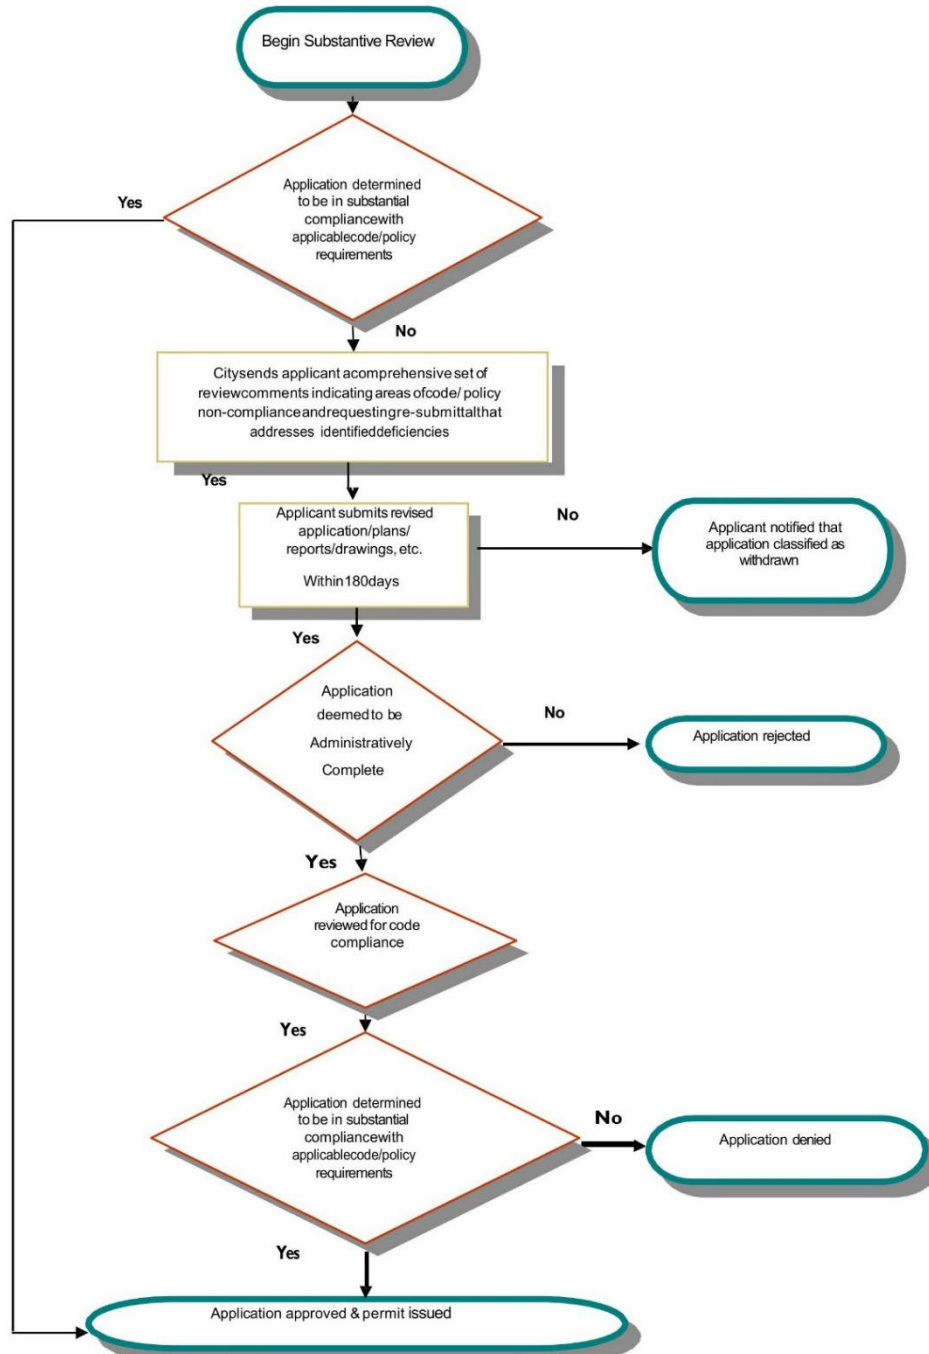 Begin Substantive Review
Application determined
to be in substantial
compliancewith
applicablecode/policy
requirements
Yes
No
Citysends applicant acomprehensive set of
reviewcomments indicating areas ofcode/ policy
non-complianceandrequestingre-submittalthat
addresses identifieddeficiencies
Yes
Applicant submits revised
application/plans/
reports/drawings, etc.
Within180days
No
Applicant notified that
application classified as
withdrawn
Yes
Application
deemed to be
Administratively
Complete
No
Application rejected
Yes
Application
reviewed for code
compliance
Yes
Application determined
to be in substantial
compliancewith
applicablecode/policy
requirements
No
Application denied
Yes
Application approved & permit issued